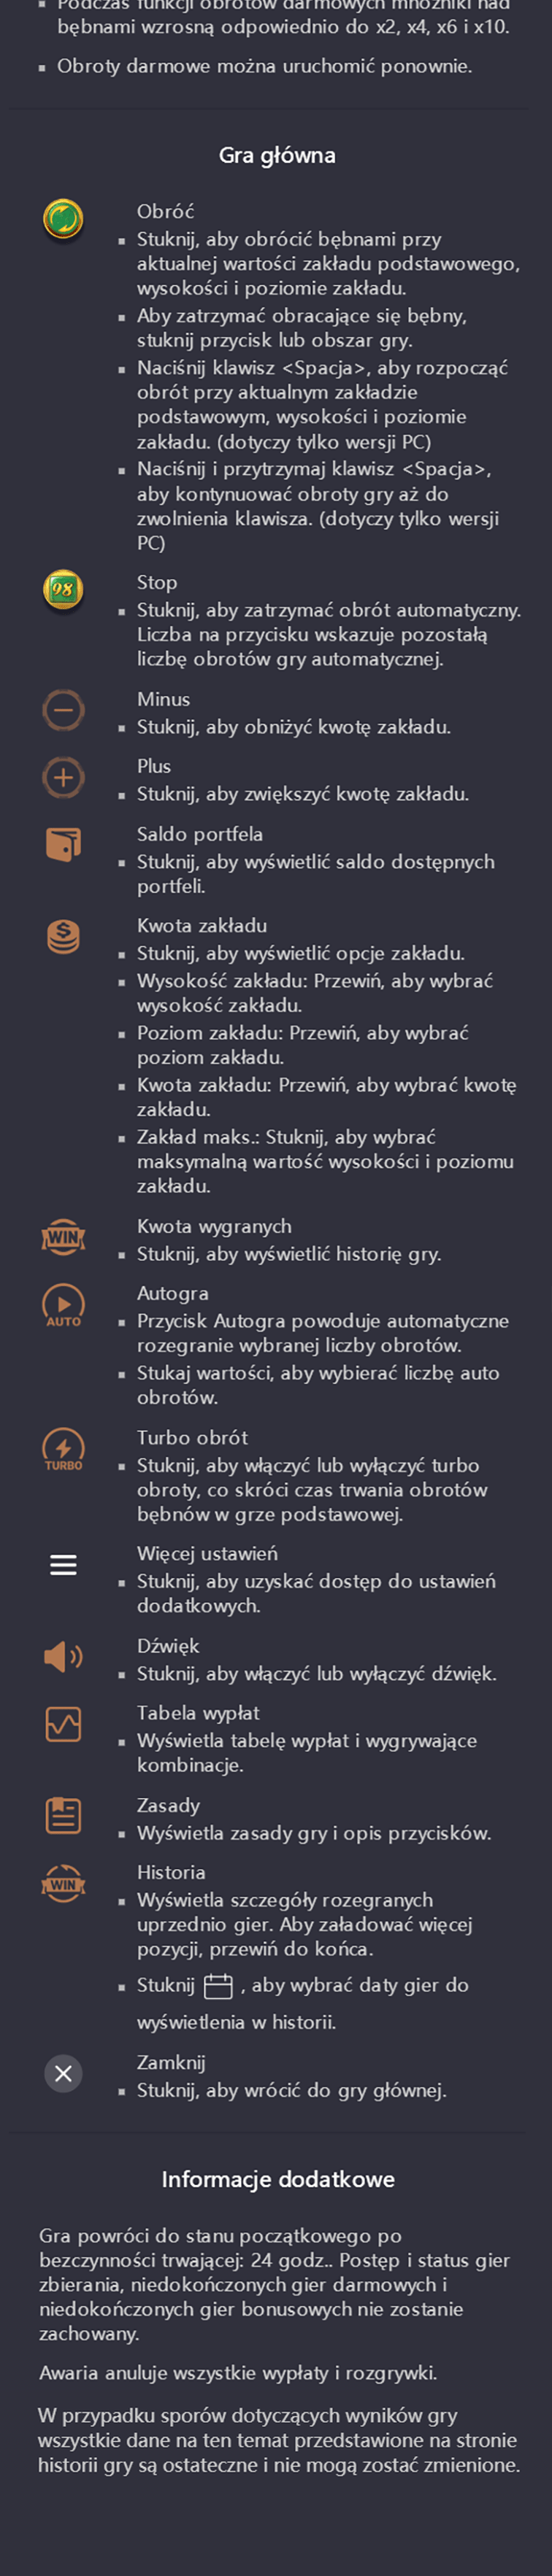 Podczas funkcji obrotów darmowych mnożniki nad
bębnami wzrosną odpowiednio do x2, x4, x6 i x10.
Obroty darmowe można uruchomić ponownie.
Gra główna
Obróć
Stuknij, aby obrócić bębnami przy
aktualnej wartości zakładu podstawowego,
wysokości i poziomie zakładu.
Aby zatrzymać obracające się bębny,
stuknij przycisk lub obszar gry.
Naciśnij klawisz <Spacja>, aby rozpocząć
obrót przy aktualnym zakładzie
podstawowym, wysokości i poziomie
zakładu. (dotyczy tylko wersji PC)
Naciśnij i przytrzymaj klawisz <Spacja>,
aby kontynuować obroty gry aż do
zwolnienia klawisza. (dotyczy tylko wersji
PC)
98
Stop
Stuknij, aby zatrzymać obrót automatyczny.
Liczba na przycisku wskazuje pozostałą
liczbę obrotów gry automatycznej.
Minus
Stuknij, aby obniżyć kwotę zakładu.
Plus
Stuknij, aby zwiększyć kwotę zakładu.
Saldo portfela
Stuknij, aby wyświetlić saldo dostępnych
portfeli.
Kwota zakładu
Stuknij, aby wyświetlić opcje zakładu.
Wysokość zakładu: Przewiń, aby wybrać
wysokość zakładu.
Poziom zakładu: Przewiń, aby wybrać
poziom zakładu.
Kwota zakładu: Przewiń, aby wybrać kwotę
zakładu.
Zakład maks.: Stuknij, aby wybrać
maksymalną wartość wysokości i poziomu
zakładu.
WIN
Kwota wygranych
Stuknij, aby wyświetlić historię gry.
AUTO
Autogra
Przycisk Autogra powoduje automatyczne
rozegranie wybranej liczby obrotów.
Stukaj wartości, aby wybierać liczbę auto
obrotów.
TURBO
Turbo obrót
Stuknij, aby włączyć lub wyłączyć turbo
obroty, co skróci czas trwania obrotów
bębnów w grze podstawowej.
Więcej ustawień
Stuknij, aby uzyskać dostęp do ustawień
dodatkowych.
Dźwięk
Stuknij, aby włączyć lub wyłączyć dźwięk.
Tabela wypłat
Wyświetla tabelę wypłat i wygrywające
kombinacje.
Zasady
Wyświetla zasady gry i opis przycisków.
WIN
Historia
Wyświetla szczegóły rozegranych
uprzednio gier. Aby załadować więcej
pozycji, przewiń do końca.
Stuknij , aby wybrać daty gier do
wyświetlenia w historii.
Zamknij
Stuknij, aby wrócić do gry głównej.
Informacje dodatkowe
Gra powróci do stanu początkowego po
bezczynności trwającej: 24 godz.. Postęp i status gier
zbierania, niedokończonych gier darmowych i
niedokończonych gier bonusowych nie zostanie
zachowany.
Awaria anuluje wszystkie wypłaty i rozgrywki.
W przypadku sporów dotyczących wyników gry
wszystkie dane na ten temat przedstawione na stronie
historii gry są ostateczne i nie mogą zostać zmienione.